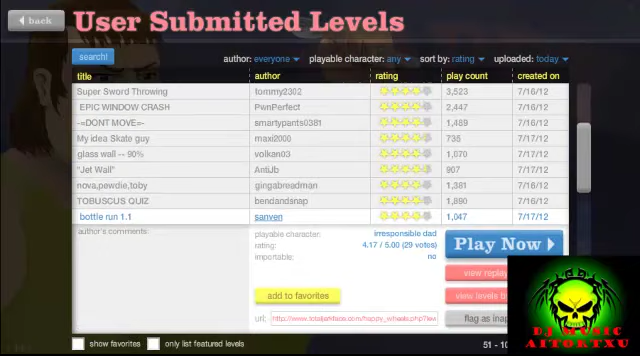 back
User Submitted Levels
search!
author: everyone playable character: any sort by: rating uploaded: today
title author rating play count created on
Super Sword Throwing tommy2302 3,523 7/16/12
EPIC WINDOW CRASH PwnPerfect 2,447 7/16/12
-=DONT MOVE=- smartypants0381 1,489 7/16/12
My idea Skate guy maxi2000 735 7/17/12
glass wall -- 90% volkan03 1,070 7/17/12
"Jet Wall" AntiJb 907 7/17/12
nova,pewdie,toby gingabreadman 1,381 7/16/12
TOBUSCUS QUIZ bendandsnap 1,890 7/16/12
bottle run 1.1 sanven 1,047 7/17/12
author's comments:
playable character: irresponsible dad
rating: 4.17 / 5.00 (29 votes)
importable: no
Play Now
view replay
view levels b
add to favorites
url: http://www.totaljerkface.com/happy_wheels.php?lev
flag as inap
show favorites only list featured levels 51 - 10
DJ MUSIC
AITORTXU